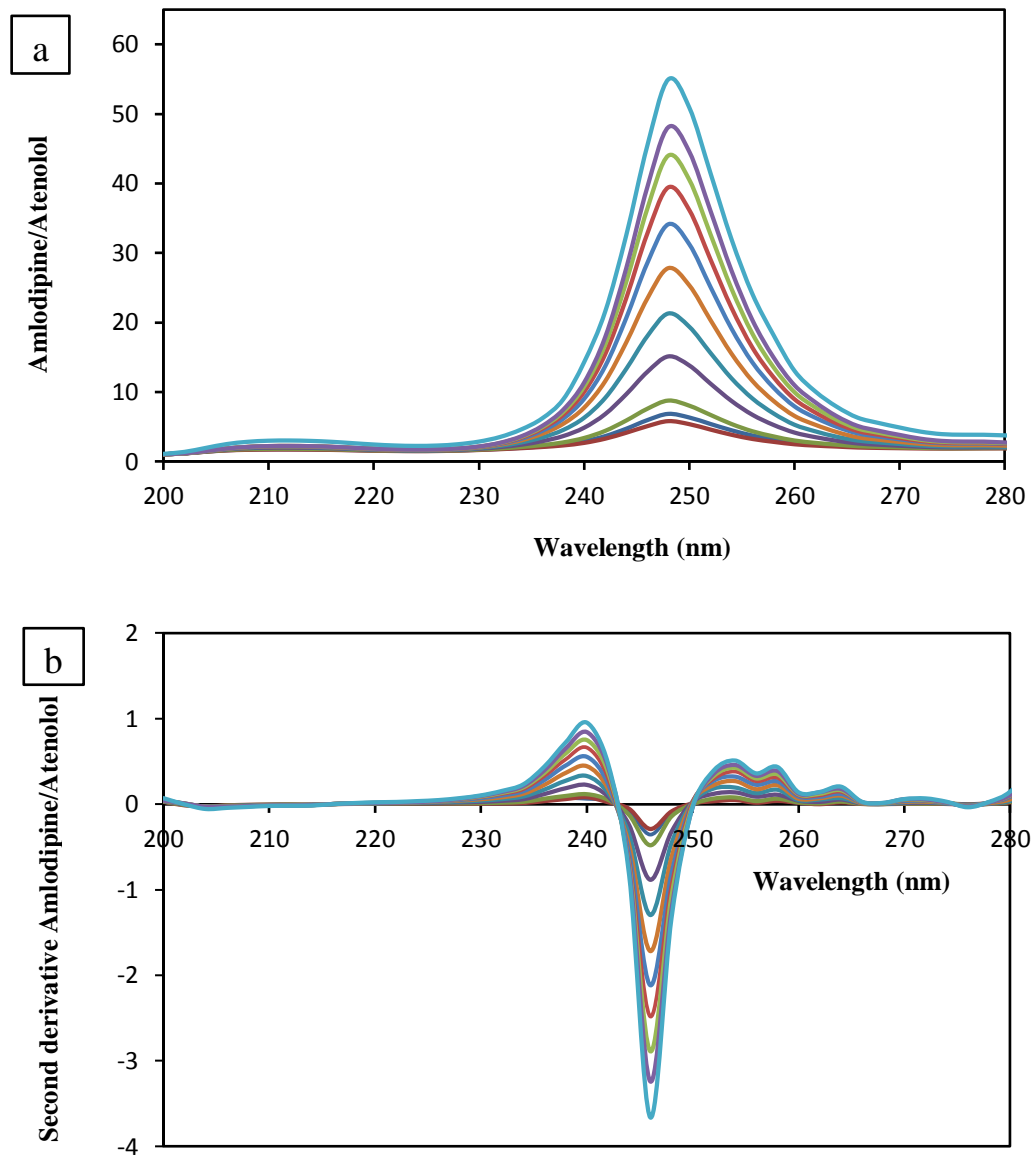 a
Amlodipine/Atenolol
60
50
40
30
20
10
0
200 210 220 230 240 250 260 270 280
Wavelength (nm)
b
Second derivative Amlodipine/Atenolol
2
1
0
200 210 220 230 240 250 260 270 280
Wavelength (nm)
-1
-2
-3
-4